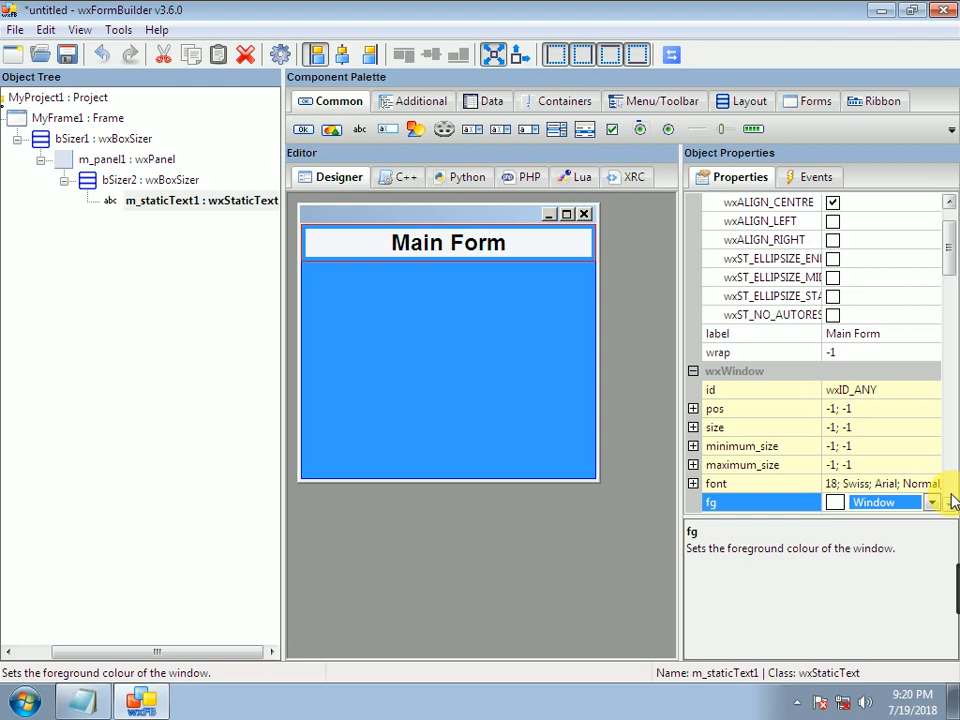 *untitled - wxFormBuilder v3.6.0
File Edit View Tools Help
Object Tree
MyProject1 : Project
MyFrame1 : Frame
bSizer1 : wxBoxSizer
m_panel1 : wxPanel
bSizer2 : wxBoxSizer
abc m_staticText1 : wxStaticText
Component Palette
Common Additional Data Containers Menu/Toolbar Layout Forms Ribbon
Ok abc
Editor
Designer C++ Python PHP Lua XRC
Main Form
Object Properties
Properties Events
wxALIGN_CENTRE
wxALIGN_LEFT
wxALIGN_RIGHT
wxST_ELLIPSIZE_EN
wxST_ELLIPSIZE_MI
wxST_ELLIPSIZE_STA
wxST_NO_AUTORES
label Main Form
wrap -1
wxWindow
id wxID_ANY
pos -1; -1
size -1; -1
minimum_size -1; -1
maximum_size -1; -1
font 18; Swiss; Arial; Normal
fg Window
fg
Sets the foreground colour of the window.
Sets the foreground colour of the window.
Name: m_staticText1 | Class: wxStaticText
wxFB
9:20 PM
7/19/2018